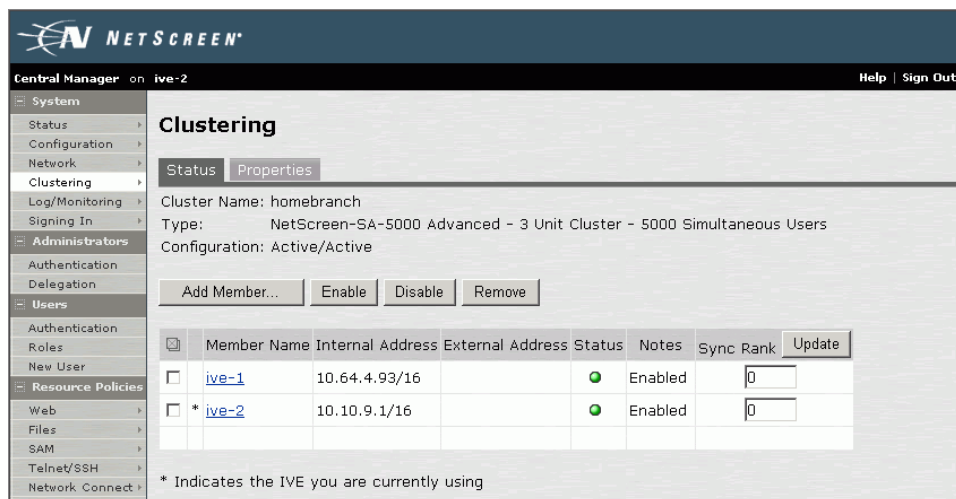 NETSCREEN
Central Manager on ive-2
Help | Sign Out
System
Status
Configuration
Network
Clustering
Log/Monitoring
Signing In
Administrators
Authentication
Delegation
Users
Authentication
Roles
New User
Resource Policies
Web
Files
SAM
Telnet/SSH
Network Connect
Clustering
Status Properties
Cluster Name: homebranch
Type: NetScreen-SA-5000 Advanced - 3 Unit Cluster - 5000 Simultaneous Users
Configuration: Active/Active
Add Member... Enable Disable Remove
Member Name Internal Address External Address Status Notes Sync Rank Update
ive-1 10.64.4.93/16 Enabled 0
* ive-2 10.10.9.1/16 Enabled 0
* Indicates the IVE you are currently using